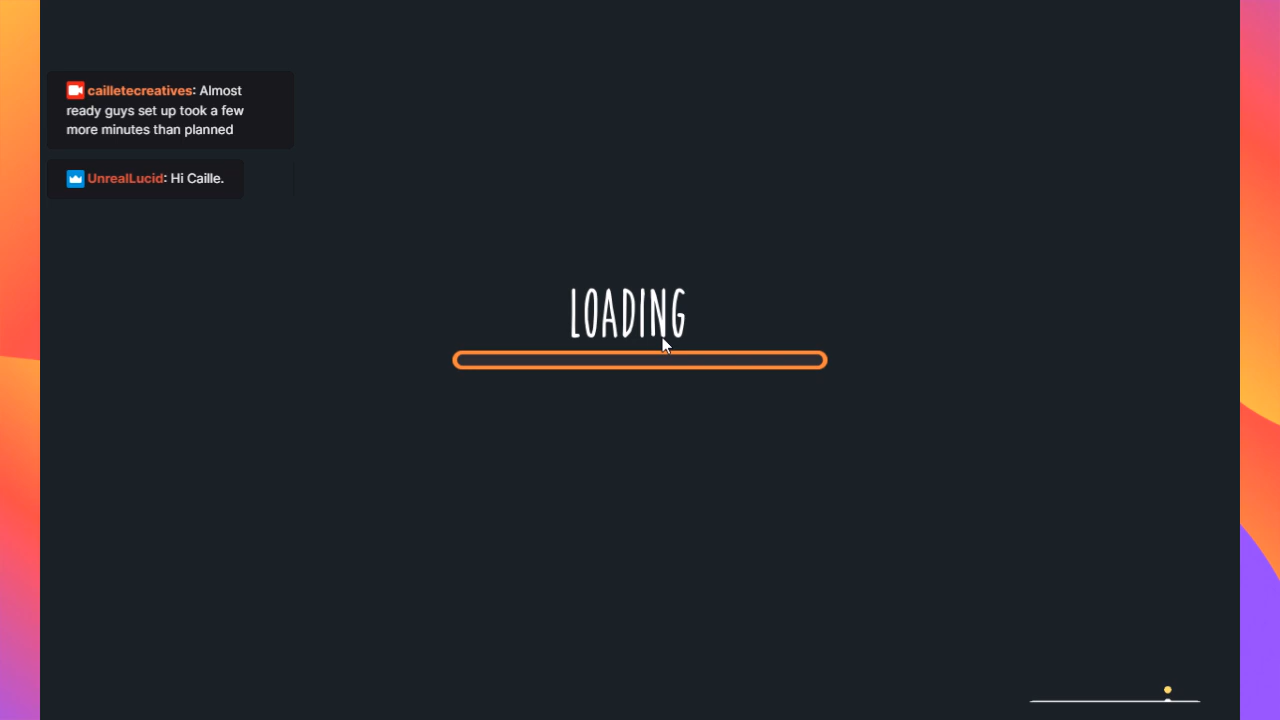 cailletecreatives: Almost
ready guys set up took a few
more minutes than planned
UnrealLucid: Hi Caille.
LOADING